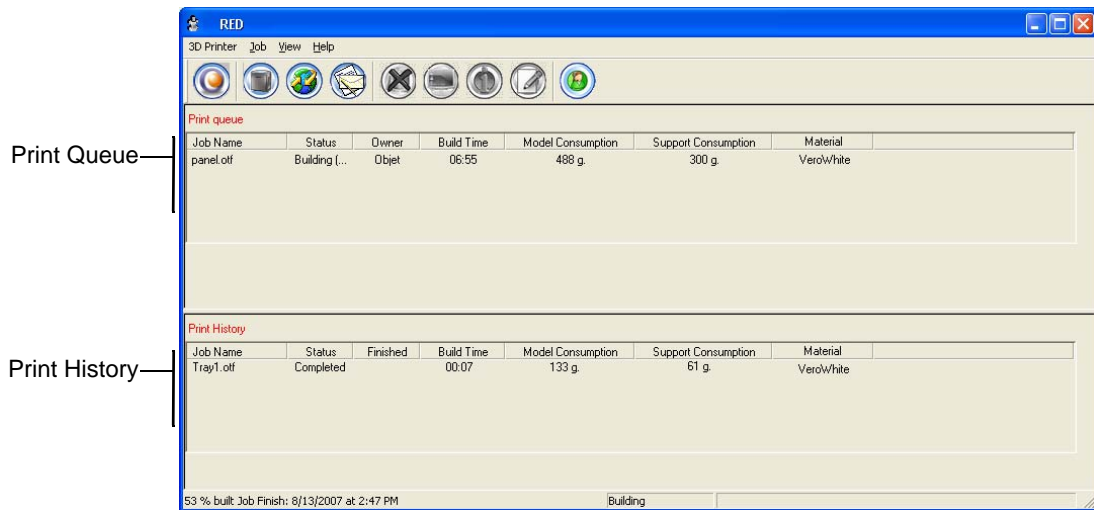 RED
3D Printer Job View Help
Print queue
Job Name Status Owner Build Time Model Consumption Support Consumption Material
panel.otf Building (... Objet 06:55 488 g. 300 g. VeroWhite
Print Queue
Print History
Job Name Status Finished Build Time Model Consumption Support Consumption Material
Tray1.otf Completed 00:07 133 g. 61 g. VeroWhite
Print History
53 % built Job Finish: 8/13/2007 at 2:47 PM Building